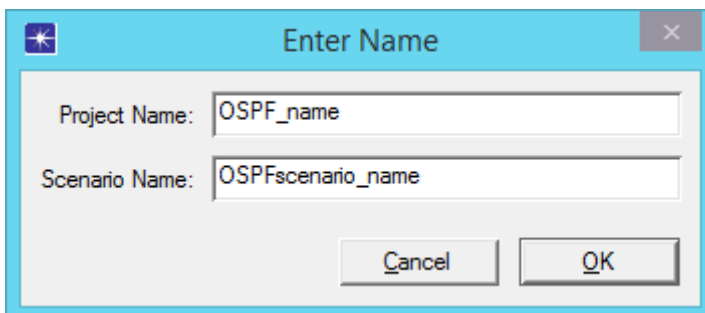 Enter Name
Project Name: OSPF_name
Scenario Name: OSPFscenario_name
Cancel OK